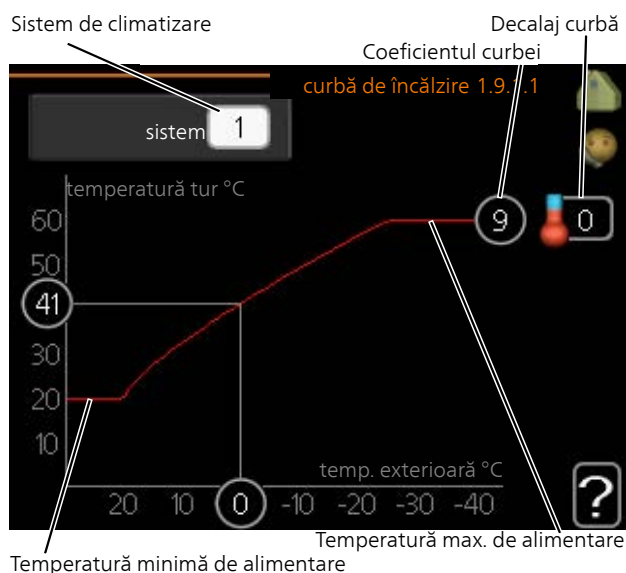 Sistem de climatizare
Decalaj curbă
Coeficientul curbei
curbă de încălzire 1.9.1.1
sistem 1
temperatură tur °C
60
9
0
50
41
30
20
10
temp. exterioară °C
20 10 0 -10 -20 -30 -40
?
Temperatură max. de alimentare
Temperatură minimă de alimentare